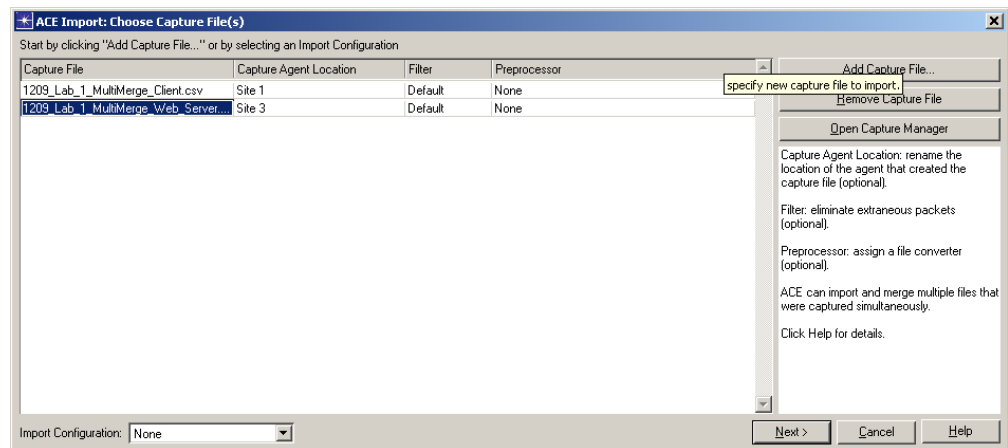 ACE Import: Choose Capture File(s)
Start by clicking "Add Capture File..." or by selecting an Import Configuration
Capture File Capture Agent Location Filter Preprocessor
1209_Lab_1_MultiMerge_Client.csv Site 1 Default None
1209_Lab_1_MultiMerge_Web_Server.... Site 3 Default None
Add Capture File...
specify new capture file to import.
Remove Capture File
Open Capture Manager
Capture Agent Location: rename the
location of the agent that created the
capture file (optional).
Filter: eliminate extraneous packets
(optional).
Preprocessor: assign a file converter
(optional).
ACE can import and merge multiple files that
were captured simultaneously.
Click Help for details.
Import Configuration: None
Next > Cancel Help